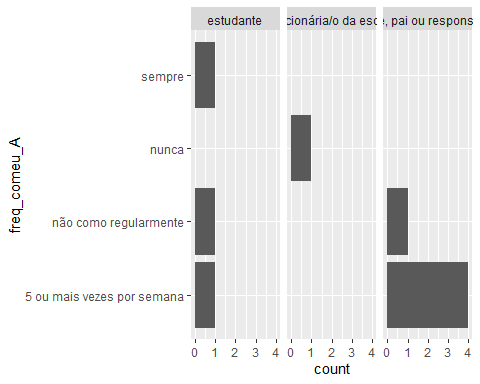 estudante
cionária/o da esc
e, pai ou respons
sempre
nunca
não como regularmente
5 ou mais vezes por semana
freq_comeu_A
0 1 2 3 4 0 1 2 3 4 0 1 2 3 4
count